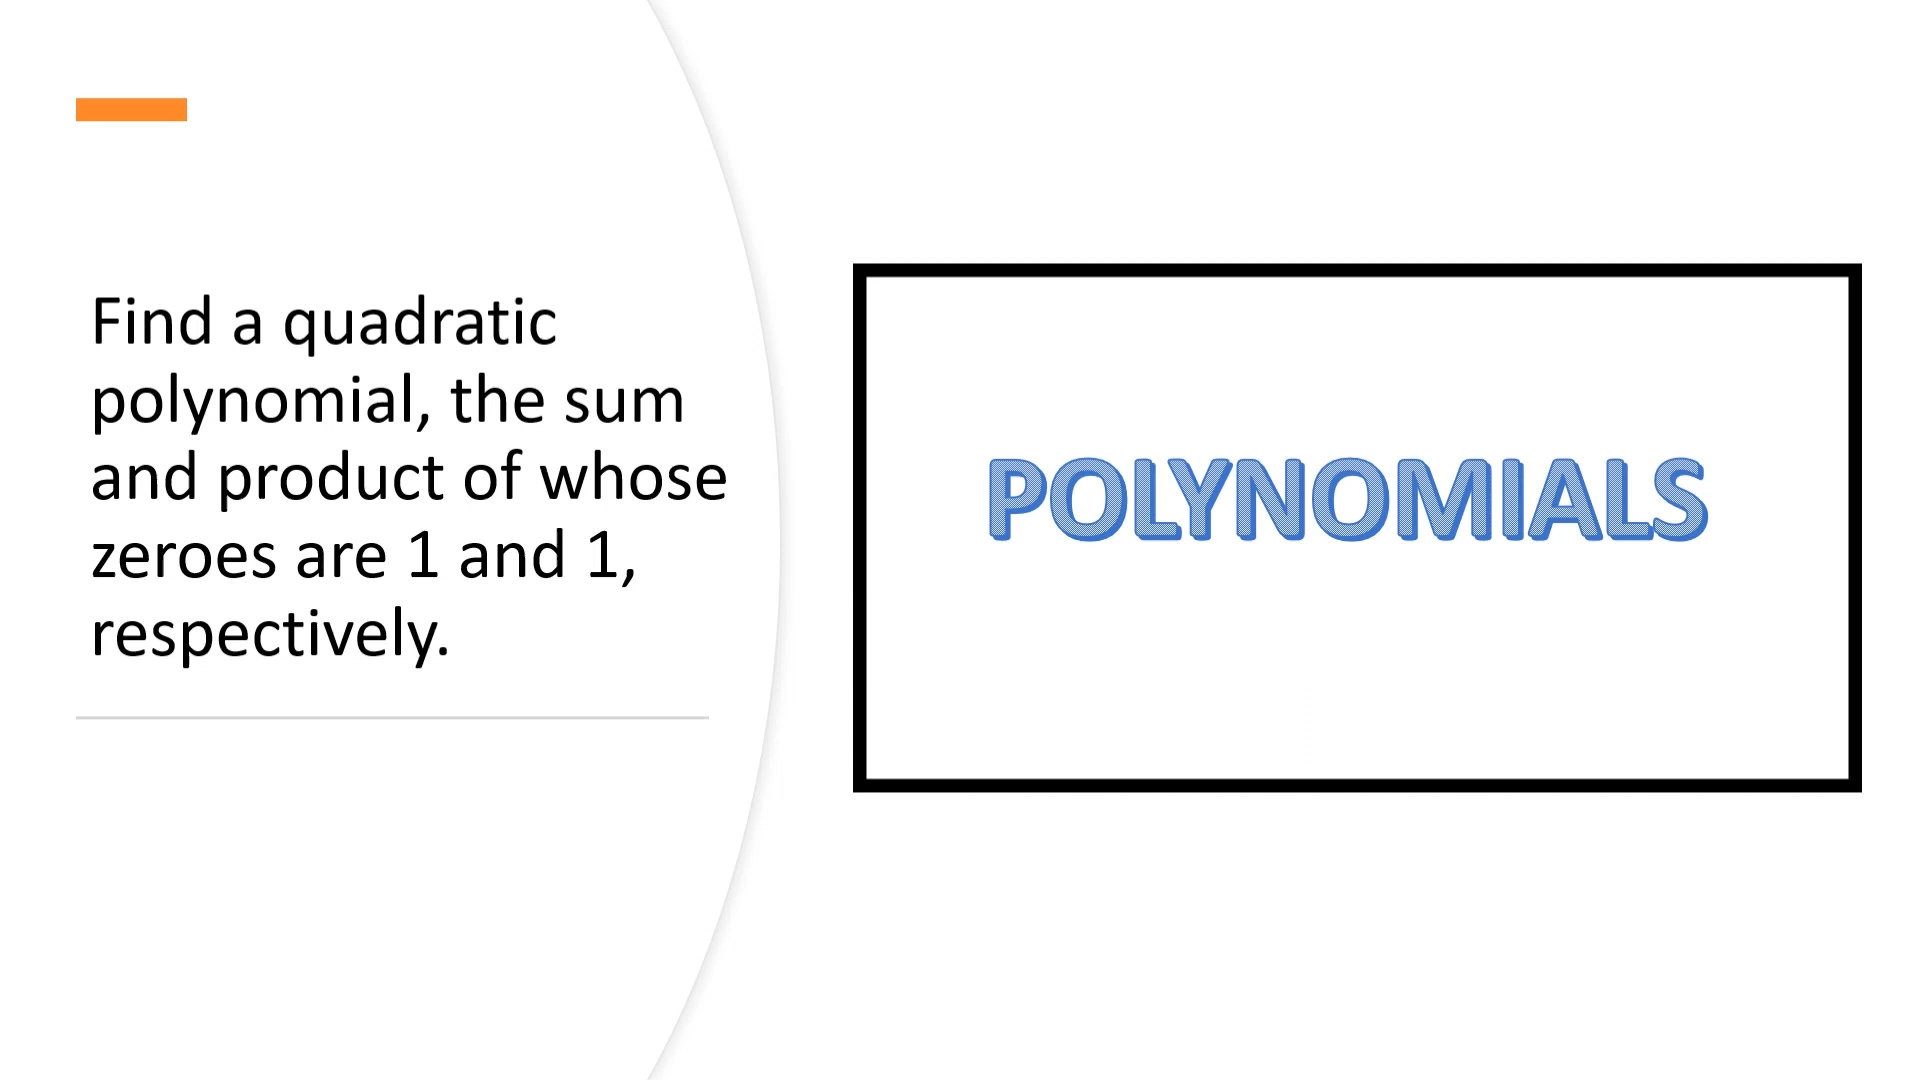 Find a quadratic
polynomial, the sum
and product of whose
zeroes are 1 and 1,
respectively.
POLYNOMIALS